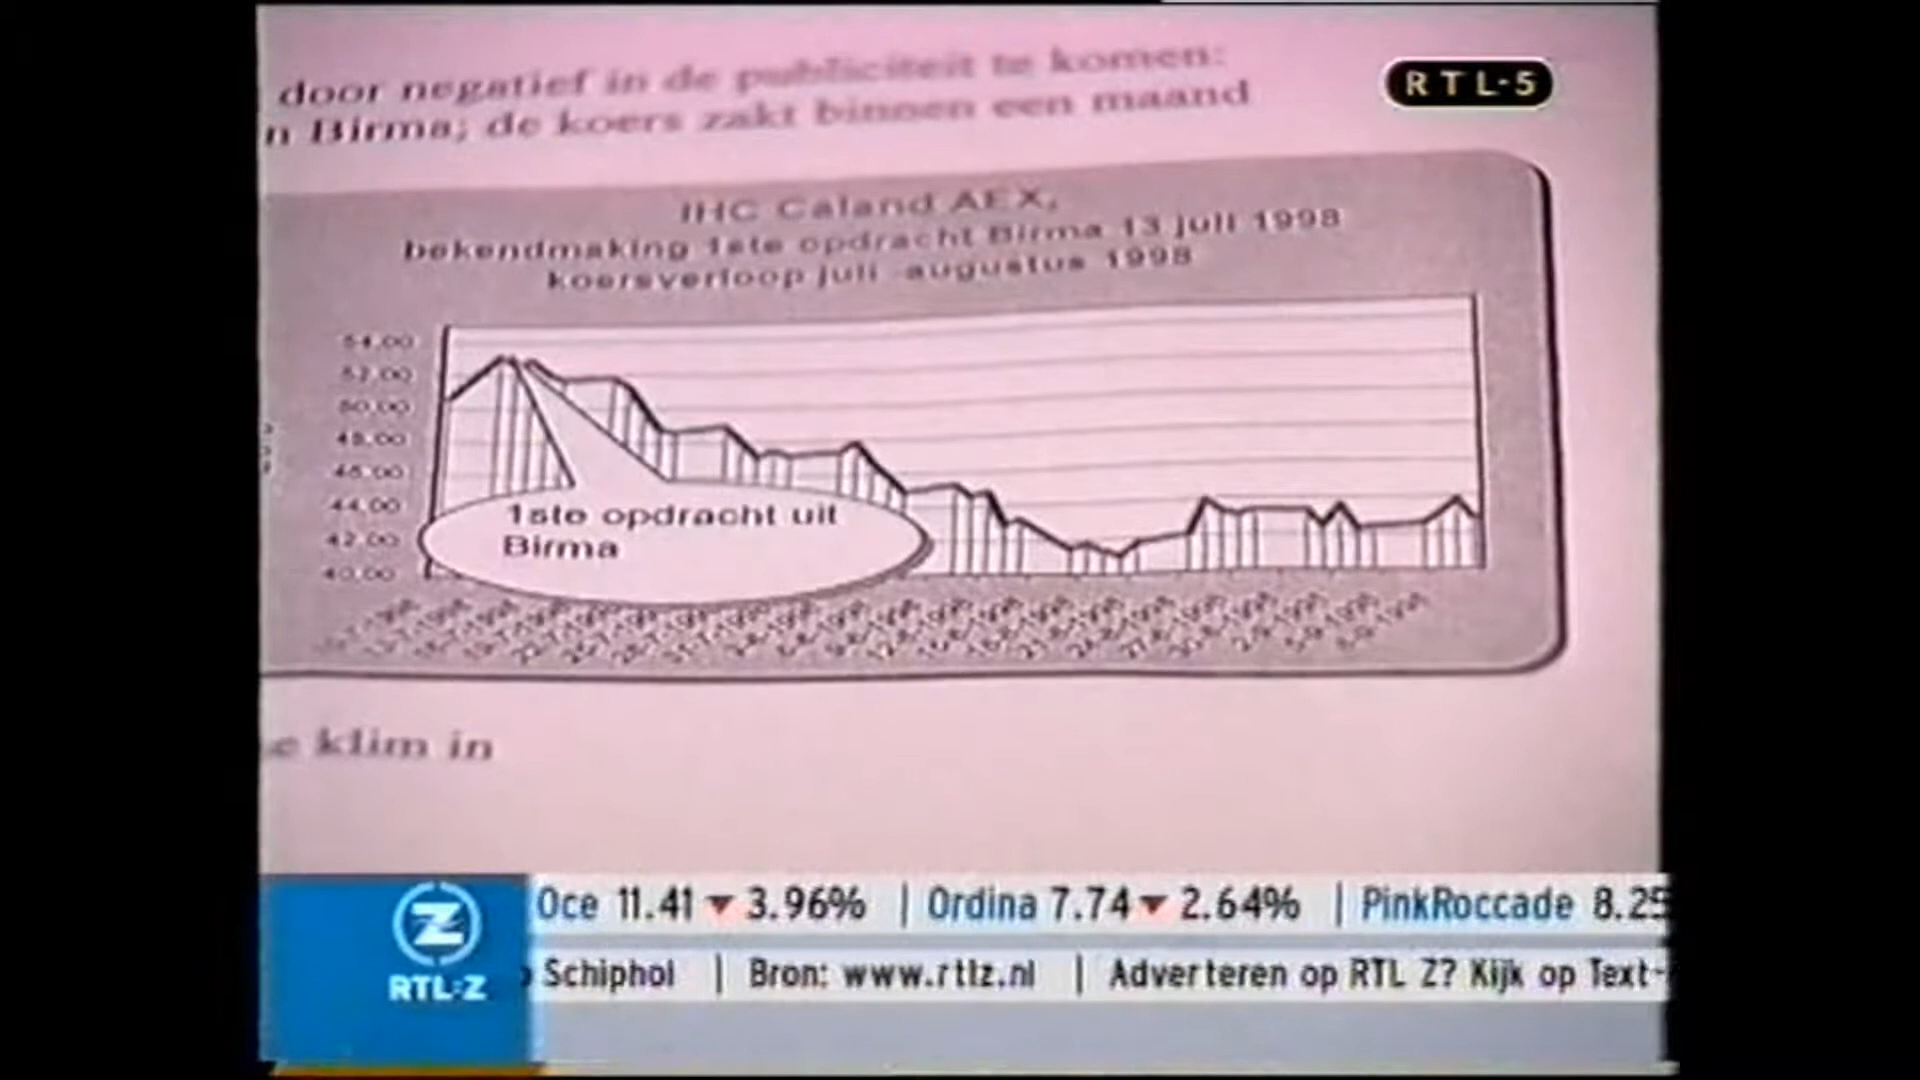 door negatief in de publiciteit te komen:
n Birma; de koers zakt binnen een maand
RTL-5
IHC Caland AEX,
bekendmaking 1ste opdracht Birma 13 juli 1998
koersverloop juli augustus 1998
54.00
52.00
50.00
48.00
46.00
44.00
42.00
40.00
1ste opdracht uit
Birma
e klim in
Oce 11.41 ▼ 3.96% | Ordina 7.74 ▼ 2.64% | PinkRoccade 8.25
Schiphol | Bron: www.rtlz.nl | Adverteren op RTL Z? Kijk op Text-
Z
RTL Z